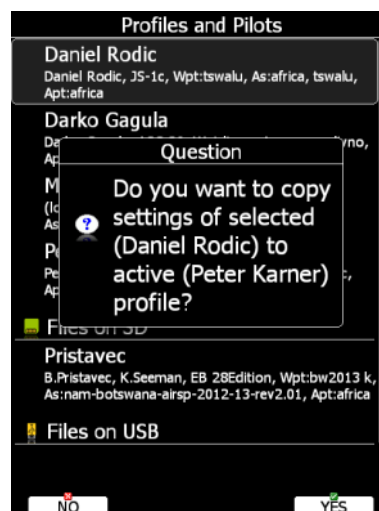 Profiles and Pilots
Daniel Rodic
Daniel Rodic, JS-1c, Wpt:tswalu, As:africa, tswalu,
Apt:africa
Darko Gagula
Question
Do you want to copy
settings of selected
(Daniel Rodic) to
active (Peter Karner)
profile?
Files on SD
Pristavec
B.Pristavec, K.Seeman, EB 28Edition, Wpt:bw2013 k,
As:nam-botswana-airsp-2012-13-rev2.01, Apt:africa
Files on USB
NO
YES